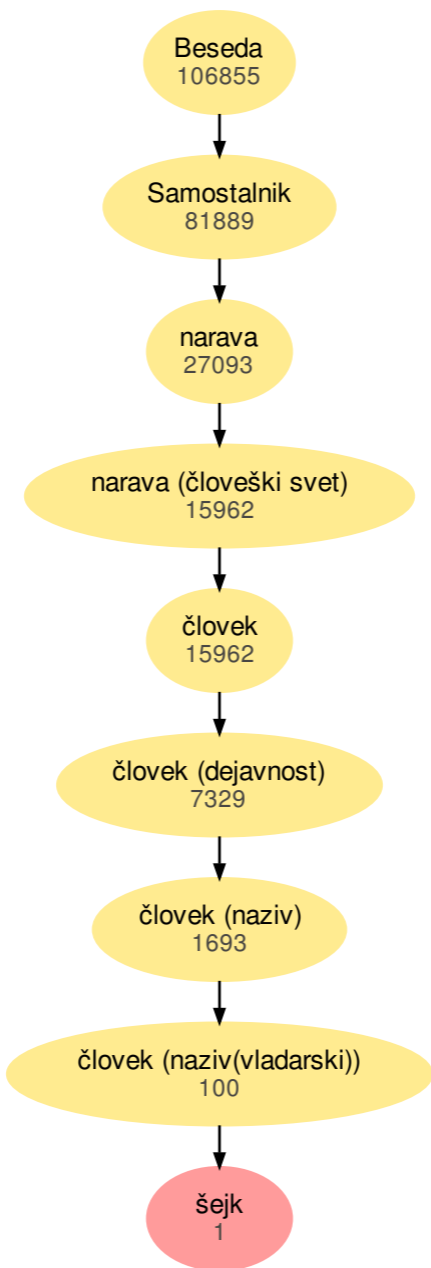 Beseda
106855
Samostalnik
81889
narava
27093
narava (človeški svet)
15962
človek
15962
človek (dejavnost)
7329
človek (naziv)
1693
človek (naziv(vladarski))
100
šejk
1